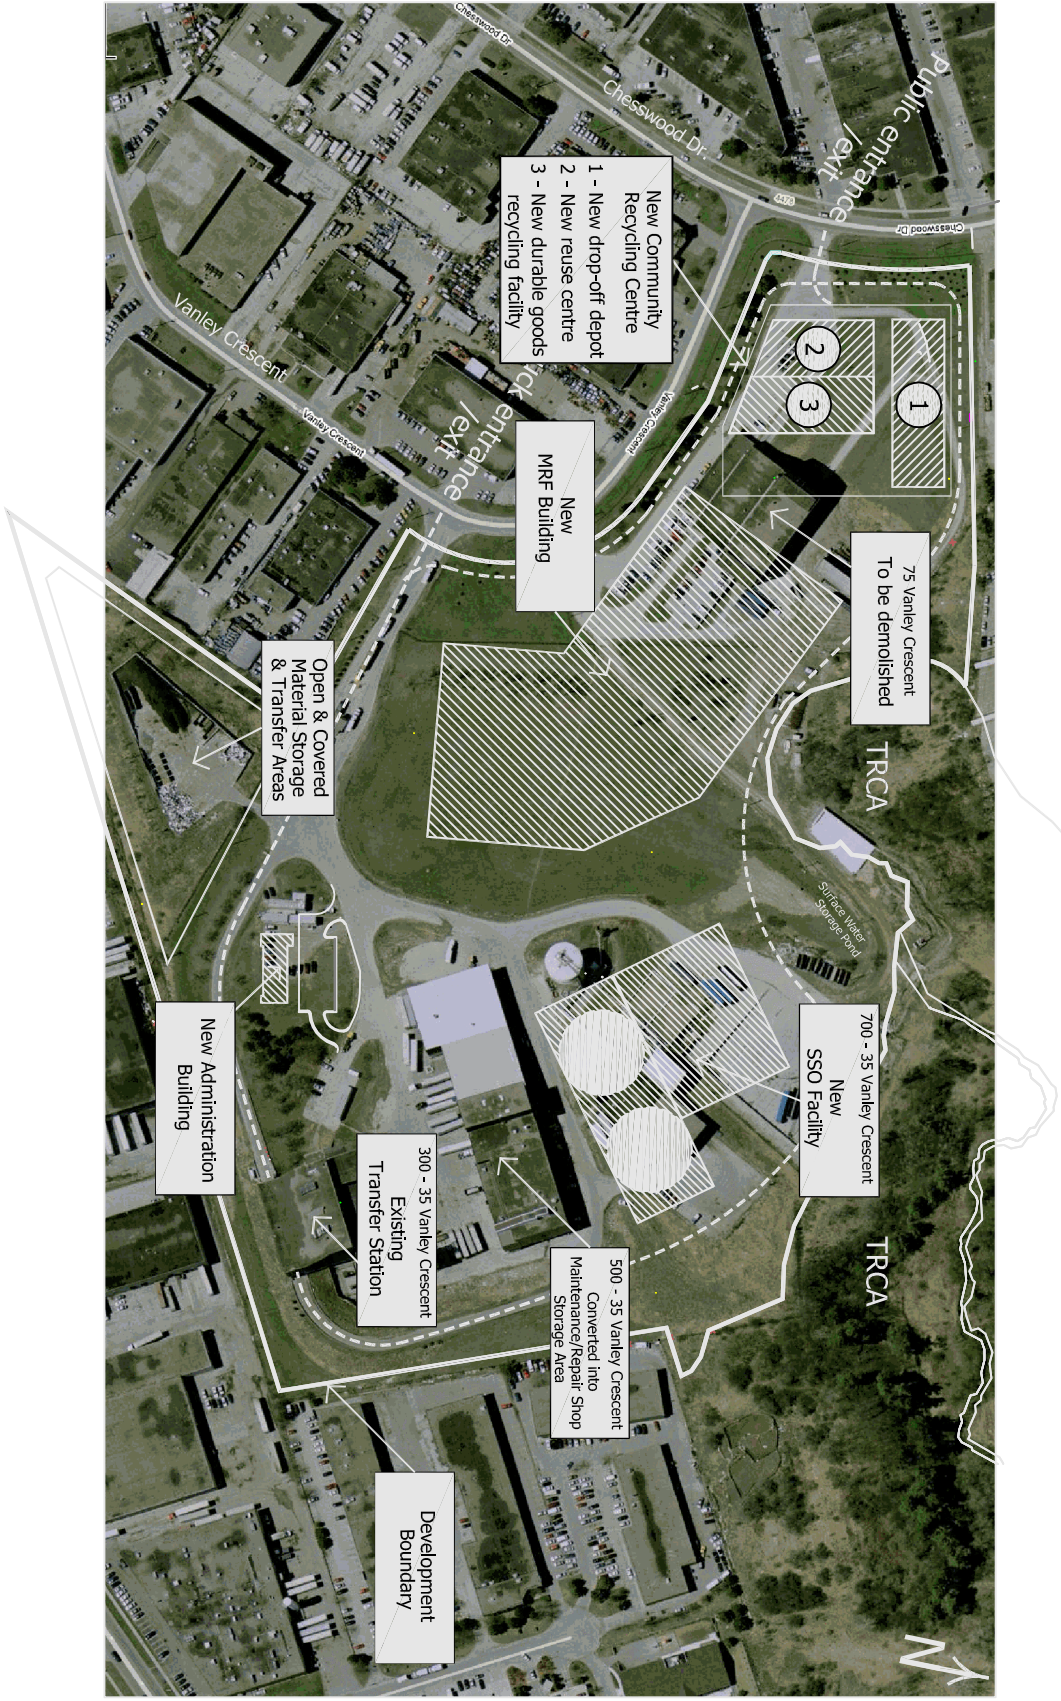 Chesswood Dr
Chesswood Dr.
Public entrance
/exit
Chesswood Dr
New Community
Recycling Centre
1 - New drop-off depot
2 - New reuse centre
3 - New durable goods
recycling facility
1
2
3
Vanley Crescent
Vanley Crescent
Vanley Crescent
entrance
/exit
New
MRF Building
75 Vanley Crescent
To be demolished
TRCA
Open & Covered
Material Storage
& Transfer Areas
Surface Water
Storage Pond
700 - 35 Vanley Crescent
New
SSO Facility
New Administration
Building
300 - 35 Vanley Crescent
Existing
Transfer Station
TRCA
500 - 35 Vanley Crescent
Converted into
Maintenance/Repair Shop
Storage Area
Development
Boundary
N